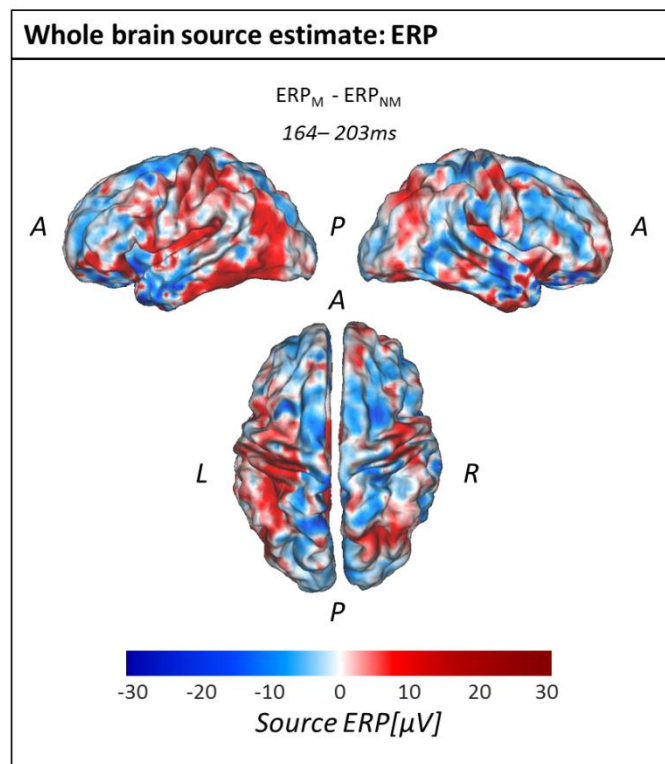 Whole brain source estimate: ERP
ERPM - ERPNM
164– 203ms
A
P
A
A
L
R
P
-30 -20 -10 0 10 20 30
Source ERP[μV]